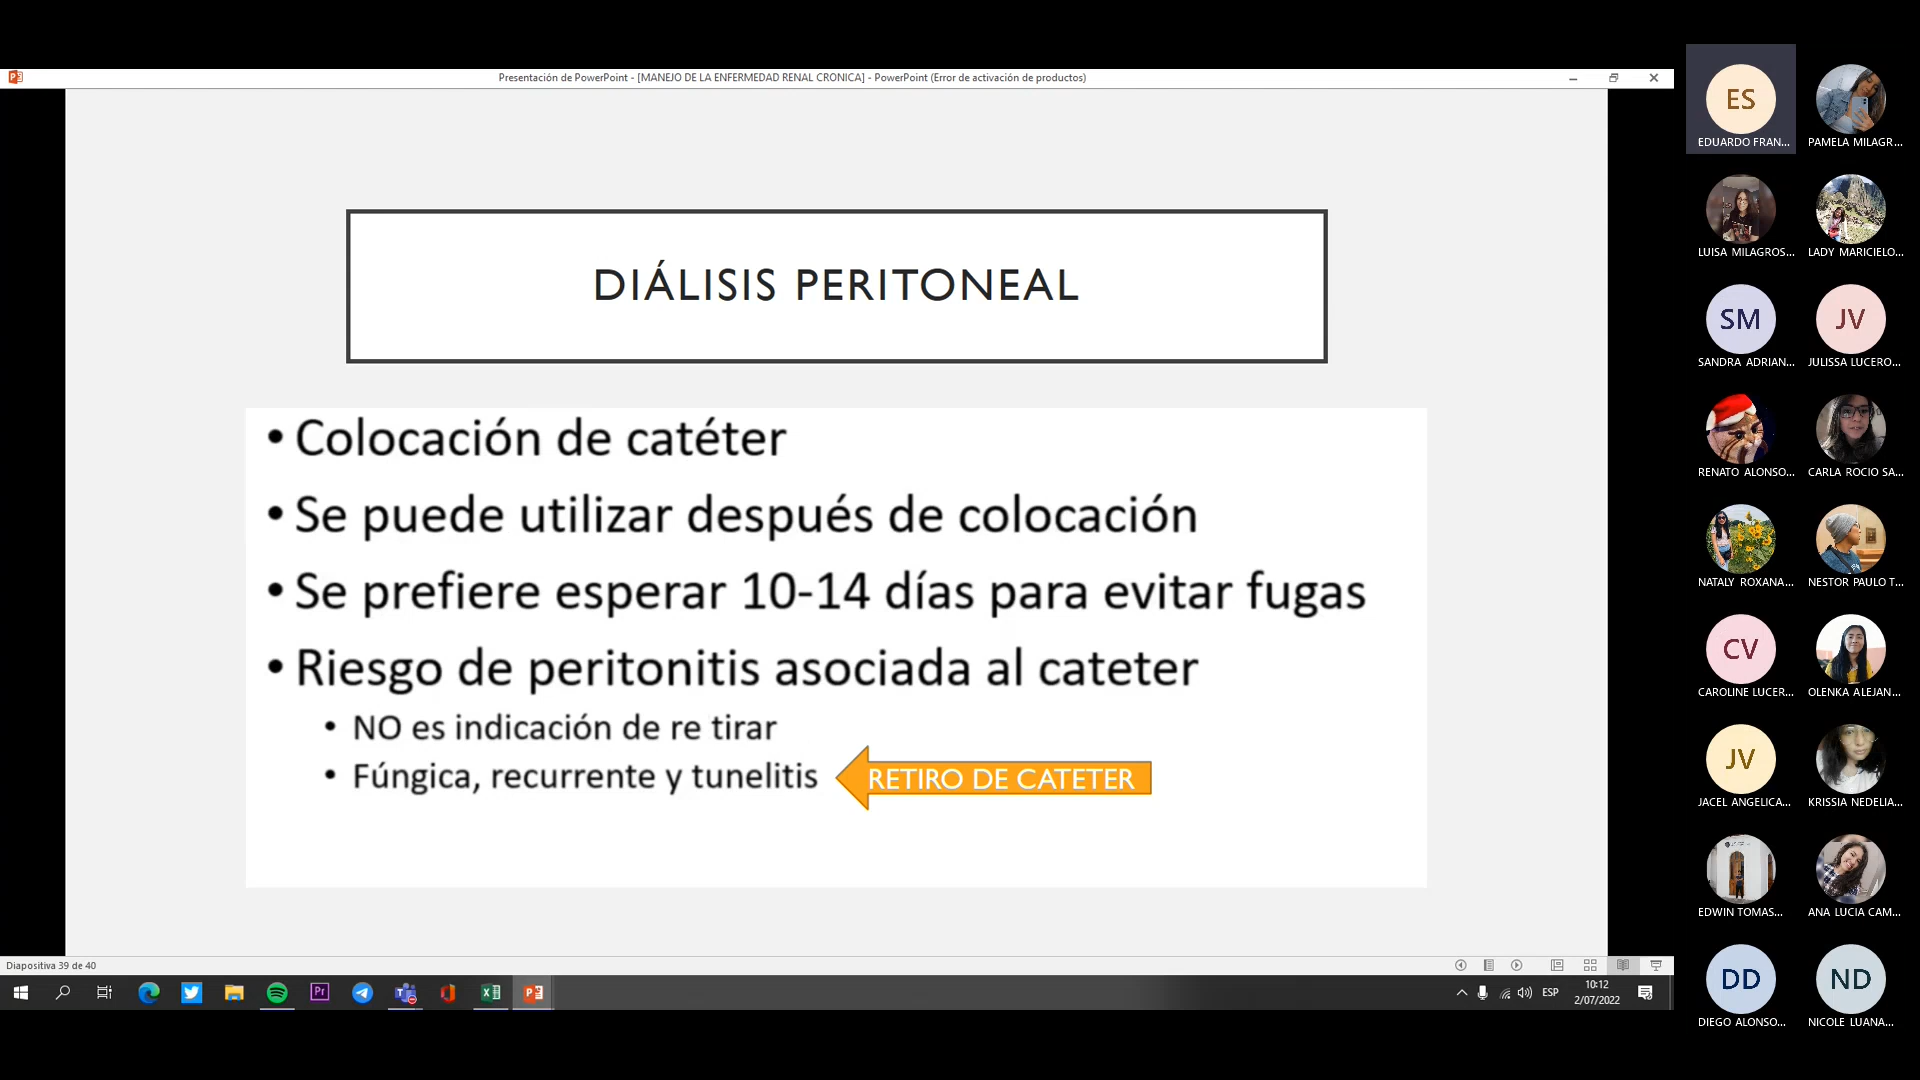 Presentación de PowerPoint - [MANEJO DE LA ENFERMEDAD RENAL CRONICA] - PowerPoint (Error de activación de productos)
DIÁLISIS PERITONEAL
• Colocación de catéter
• Se puede utilizar después de colocación
• Se prefiere esperar 10-14 días para evitar fugas
• Riesgo de peritonitis asociada al cateter
• NO es indicación de re tirar
• Fúngica, recurrente y tunelitis
RETIRO DE CATETER
Diapositiva 39 de 40
Pr
ESP
10:12
2/07/2022
ES
EDUARDO FRAN...
PAMELA MILAGR...
LUISA MILAGROS...
LADY MARICIELO...
SM
SANDRA ADRIAN...
JV
JULISSA LUCERO...
RENATO ALONSO...
CARLA ROCIO SA...
NATALY ROXANA...
NESTOR PAULO T...
CV
CAROLINE LUCER...
OLENKA ALEJAN...
JV
JACEL ANGELICA...
KRISSIA NEDELIA...
EDWIN TOMAS...
ANA LUCIA CAM...
DD
DIEGO ALONSO...
ND
NICOLE LUANA...